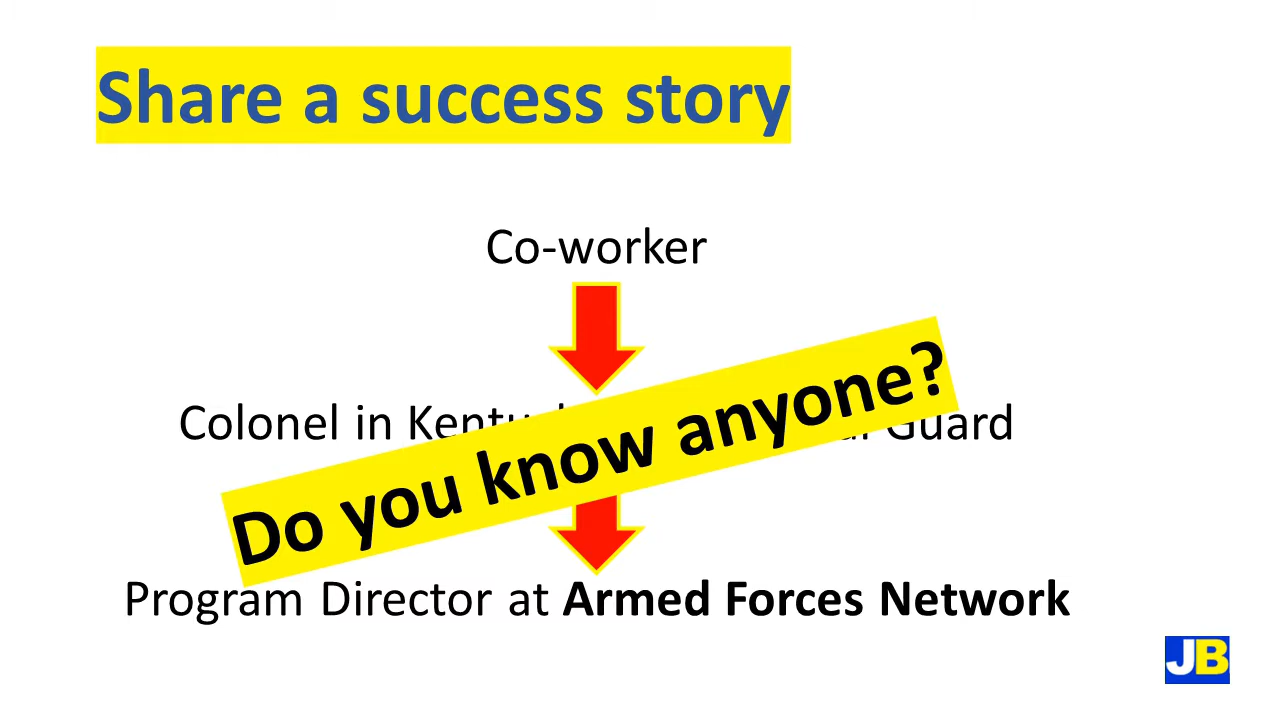 Share a success story
Co-worker
Colonel in Guard
Do you know anyone?
Program Director at Armed Forces Network
JB